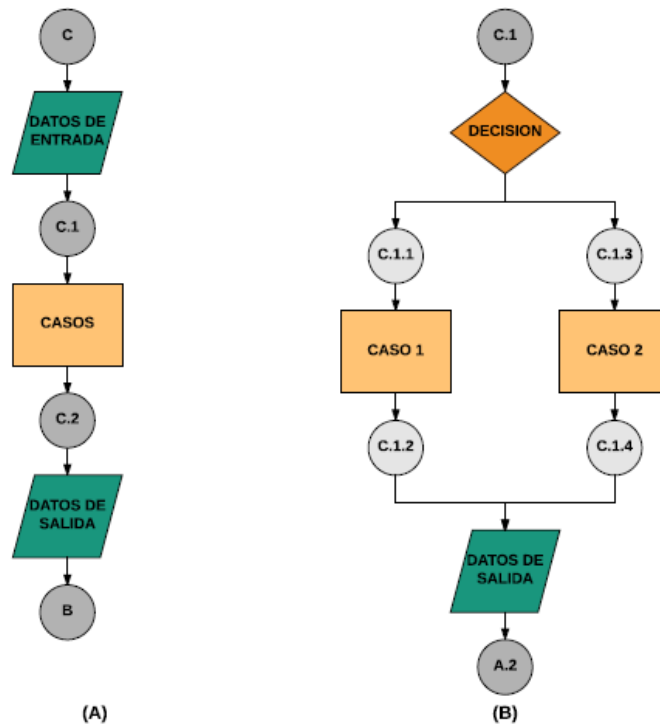 C
DATOS DE
ENTRADA
C.1
CASOS
C.2
DATOS DE
SALIDA
B
(A)
C.1
DECISION
C.1.1
C.1.3
CASO 1
CASO 2
C.1.2
C.1.4
DATOS DE
SALIDA
A.2
(B)